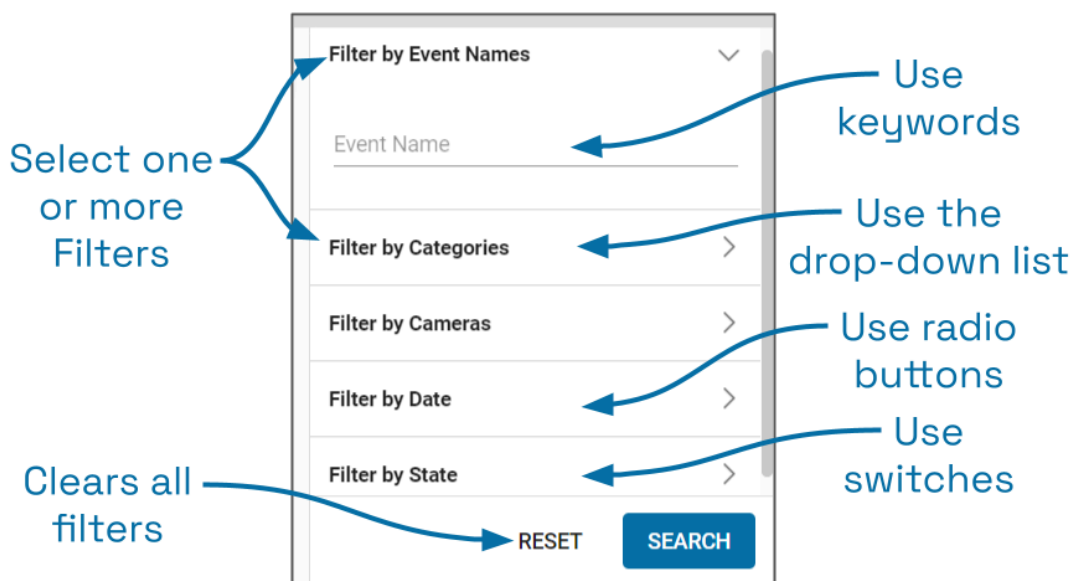 Filter by Event Names
Use
keywords
Event Name
Select one
or more
Filters
Use the
drop-down list
Filter by Categories
Filter by Cameras
Use radio
buttons
Filter by Date
Use
switches
Filter by State
Clears all
filters
RESET
SEARCH